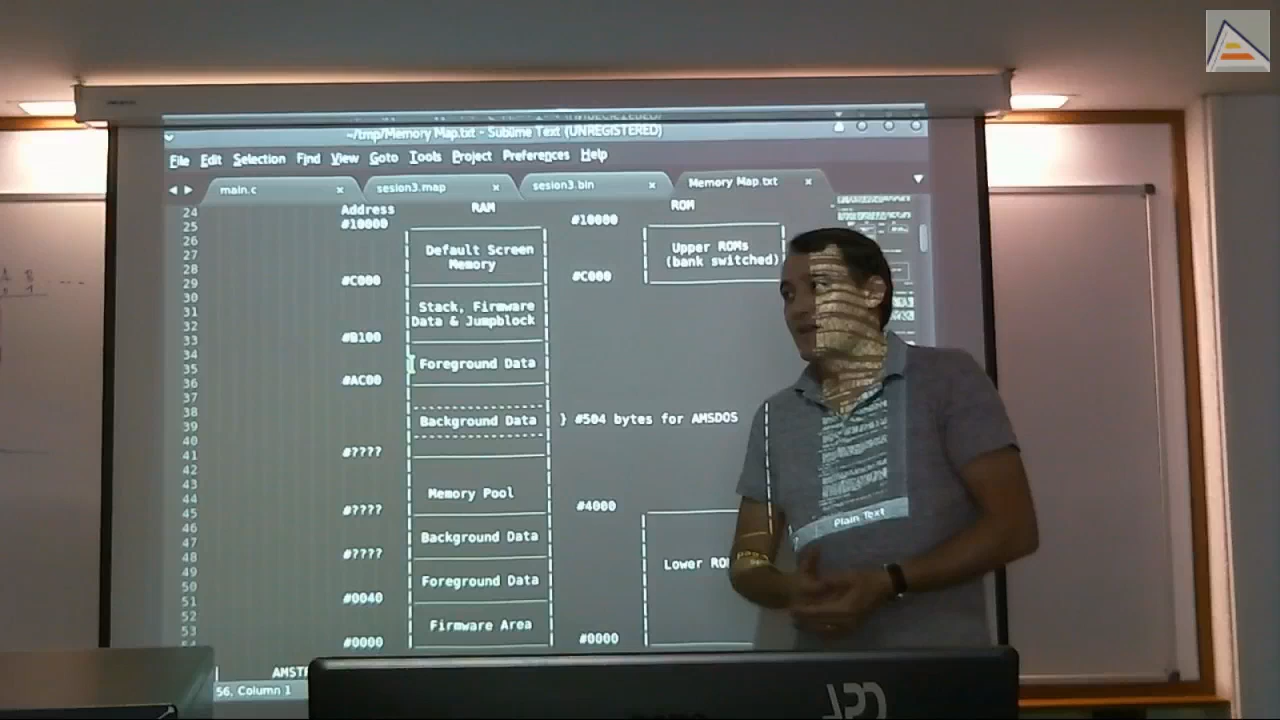 ~/tmp/Memory Map.txt - Sublime Text (UNREGISTERED)
File Edit Selection Find View Goto Tools Project Preferences Help
main.c × sesion3.map × sesion3.bin × Memory Map.txt ×
24 Address RAM ROM
25 #10000 #10000
26
27 Default Screen Upper ROMs
28 Memory (bank switched)
29 #C000 #C000
30
31 Stack, Firmware
32 Data & Jumpblock
33 #B100
34
35 Foreground Data
36 #AC00
37
38
39 Background Data } #504 bytes for AMSDOS
40
41 #????
42
43
44 Memory Pool
45 #???? #4000
46
47 Background Data
48 #????
49 Lower
50 Foreground Data
51 #0040
52
53 Firmware Area
#0000 #0000
56, Column 1
Plain Text